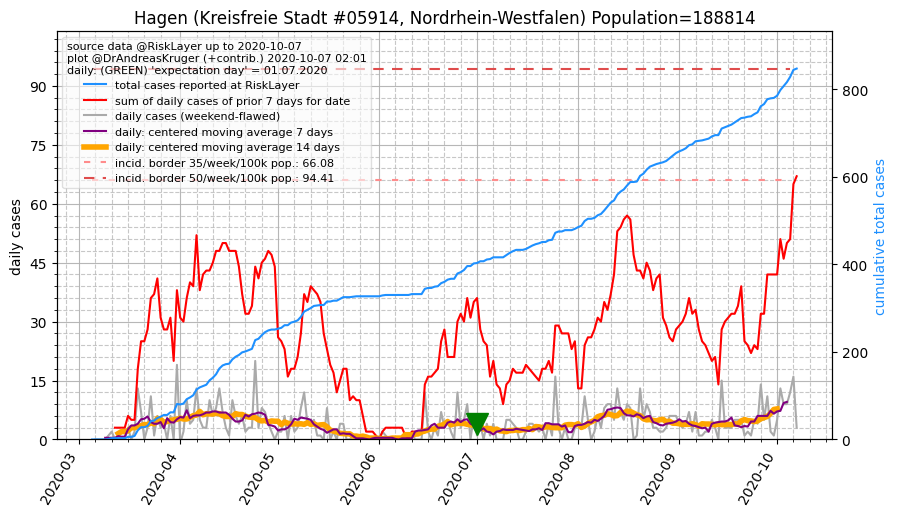 Hagen (Kreisfreie Stadt #05914, Nordrhein-Westfalen) Population=188814
source data @RiskLayer up to 2020-10-07
plot @DrAndreasKruger (+contrib.) 2020-10-07 02:01
daily: (GREEN) 'expectation day' = 01.07.2020
total cases reported at RiskLayer
sum of daily cases of prior 7 days for date
daily cases (weekend-flawed)
daily: centered moving average 7 days
daily: centered moving average 14 days
incid. border 35/week/100k pop.: 66.08
incid. border 50/week/100k pop.: 94.41
daily cases
90
75
60
45
30
15
0
cumulative total cases
800
600
400
200
0
2020-03
2020-04
2020-05
2020-06
2020-07
2020-08
2020-09
2020-10